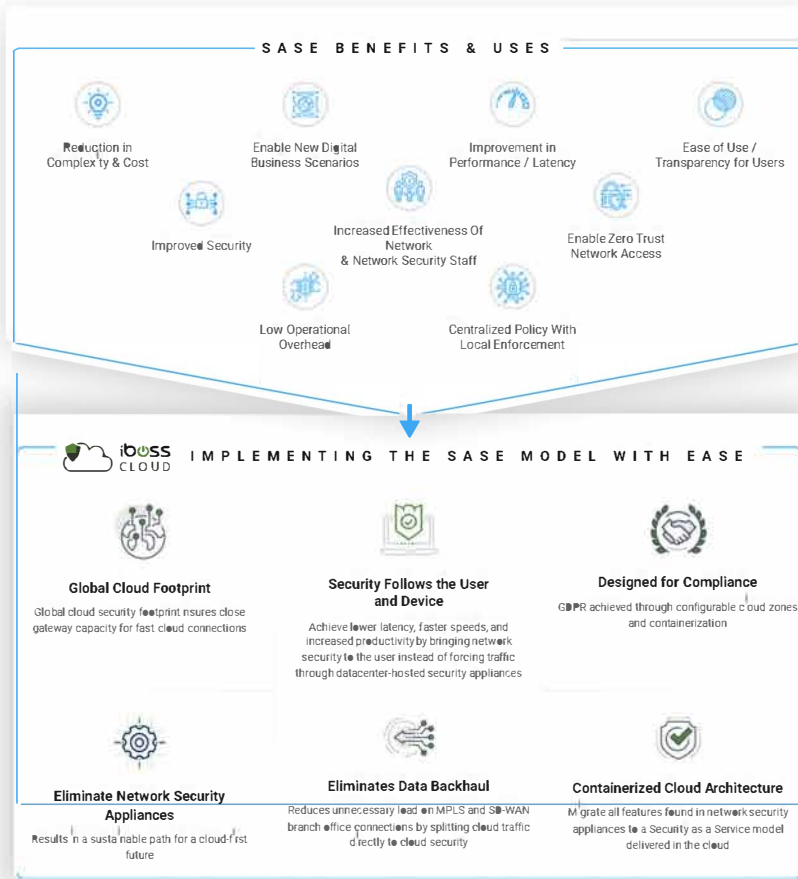 SASE BENEFITS & USES
Reduction in
Complexity & Cost
Enable New Digital
Business Scenarios
Improvement in
Performance / Latency
Ease of Use /
Transparency for Users
Improved Security
Increased Effectiveness Of
Network
& Network Security Staff
Enable Zero Trust
Network Access
Low Operational
Overhead
Centralized Policy With
Local Enforcement
iboss
CLOUD
IMPLEMENTING THE SASE MODEL WITH EASE
Global Cloud Footprint
Global cloud security footprint nsures close
gateway capacity for fast cloud connections
Security Follows the User
and Device
Achieve lower latency, faster speeds, and
increased productivity by bringing network
security to the user instead of forcing traffic
through datacenter-hosted security appliances
Designed for Compliance
GDPR achieved through configurable cloud zones
and containerization
Eliminate Network Security
Appliances
Results in a sustainable path for a cloud-first
future
Eliminates Data Backhaul
Reduces unnecessary load on MPLS and SD-WAN
branch office connections by splitting cloud traffic
directly to cloud security
Containerized Cloud Architecture
Migrate all features found in network security
appliances to a Security as a Service model
delivered in the cloud